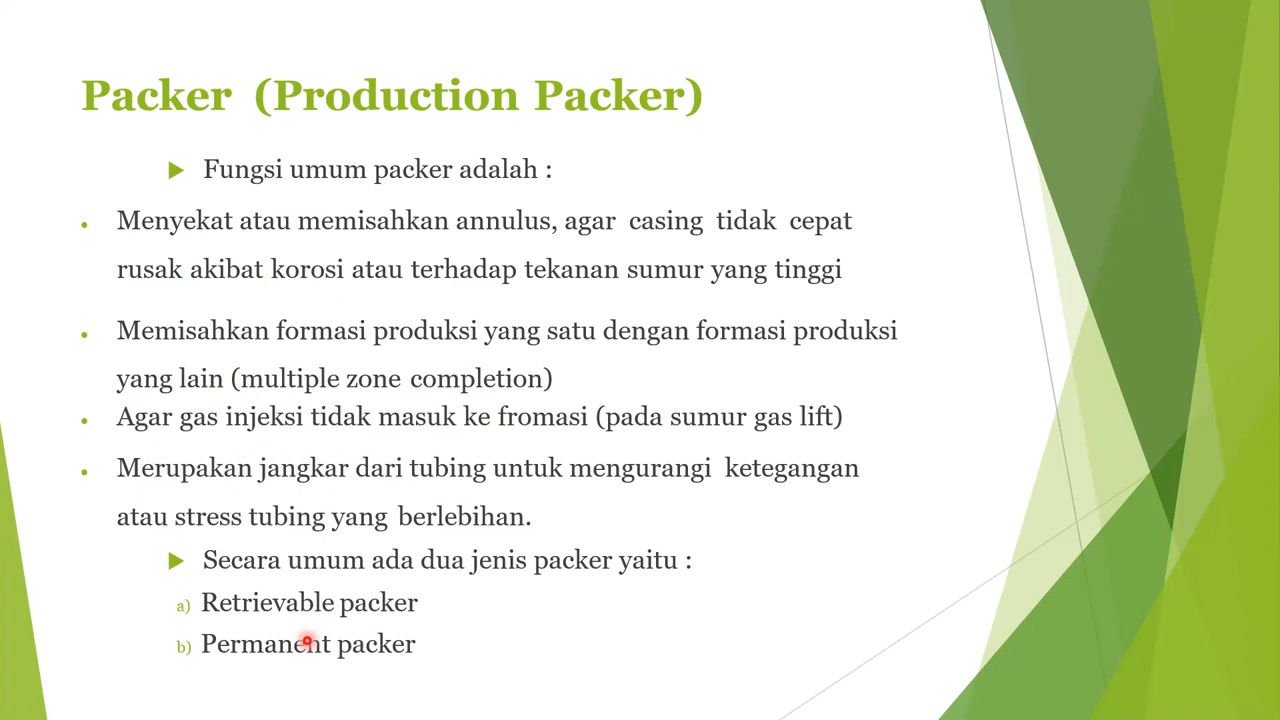 Packer (Production Packer)
Fungsi umum packer adalah :
Menyekat atau memisahkan annulus, agar casing tidak cepat
rusak akibat korosi atau terhadap tekanan sumur yang tinggi
Memisahkan formasi produksi yang satu dengan formasi produksi
yang lain (multiple zone completion)
Agar gas injeksi tidak masuk ke fromasi (pada sumur gas lift)
Merupakan jangkar dari tubing untuk mengurangi ketegangan
atau stress tubing yang berlebihan.
Secara umum ada dua jenis packer yaitu :
a) Retrievable packer
b) Permanent packer